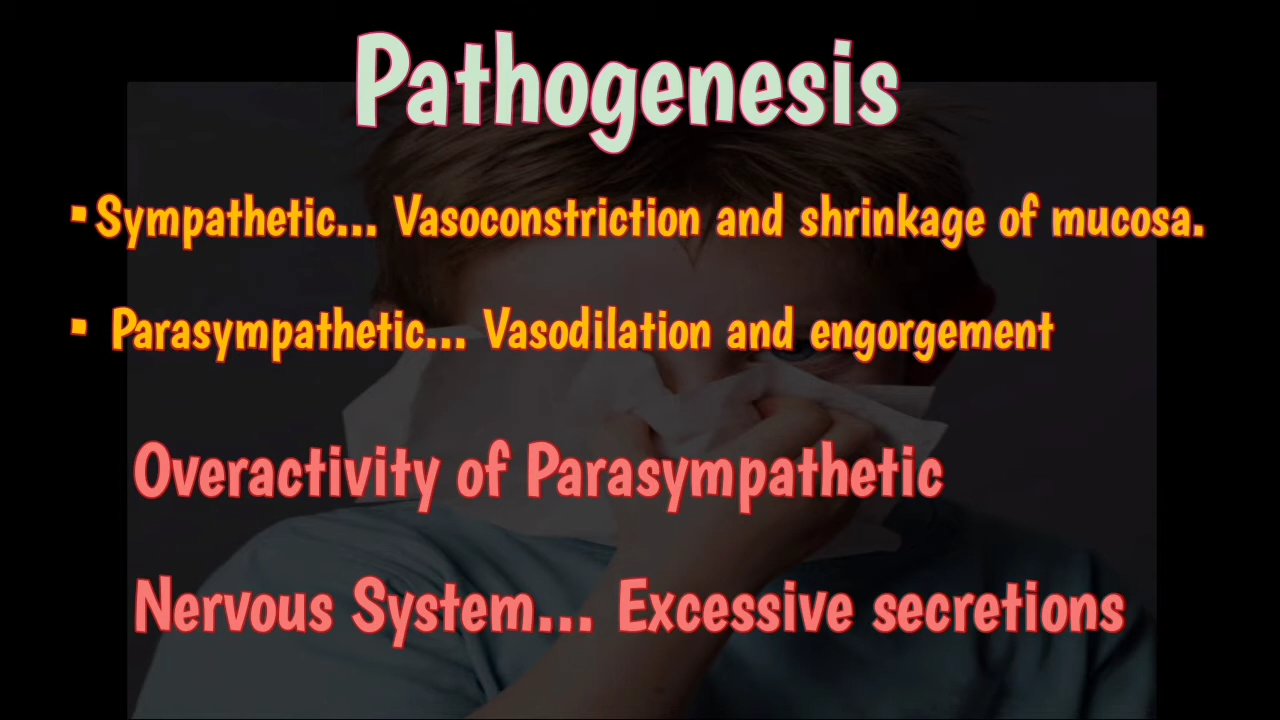 Pathogenesis
▪Sympathetic... Vasoconstriction and shrinkage of mucosa.
▪ Parasympathetic... Vasodilation and engorgement
Overactivity of Parasympathetic
Nervous System... Excessive secretions